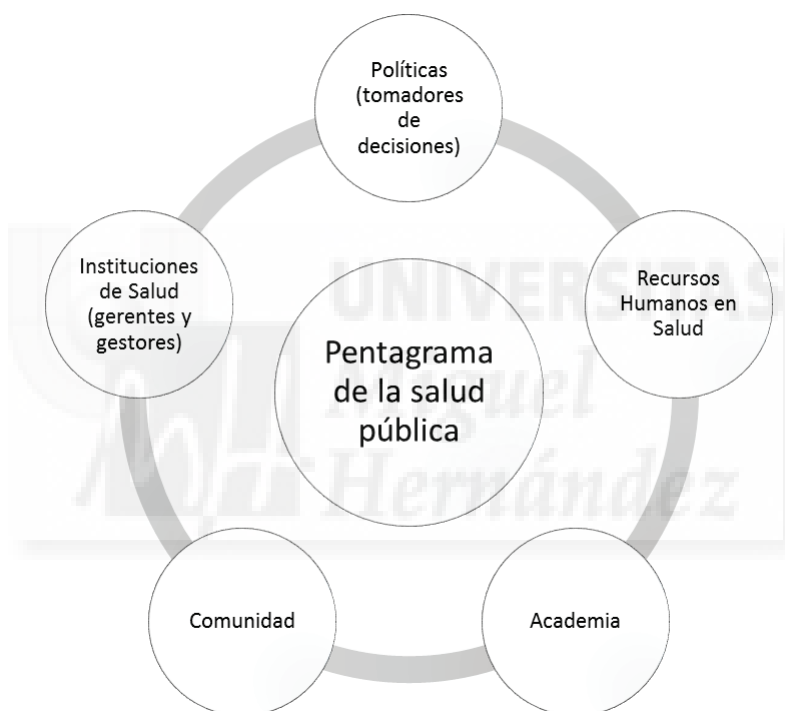 Políticas
(tomadores
de
decisiones)
Recursos
Humanos en
Salud
Academia
Comunidad
Instituciones
de Salud
(gerentes y
gestores)
Pentagrama
de la salud
pública
UNIVERSITAS
Miguel
Hernández